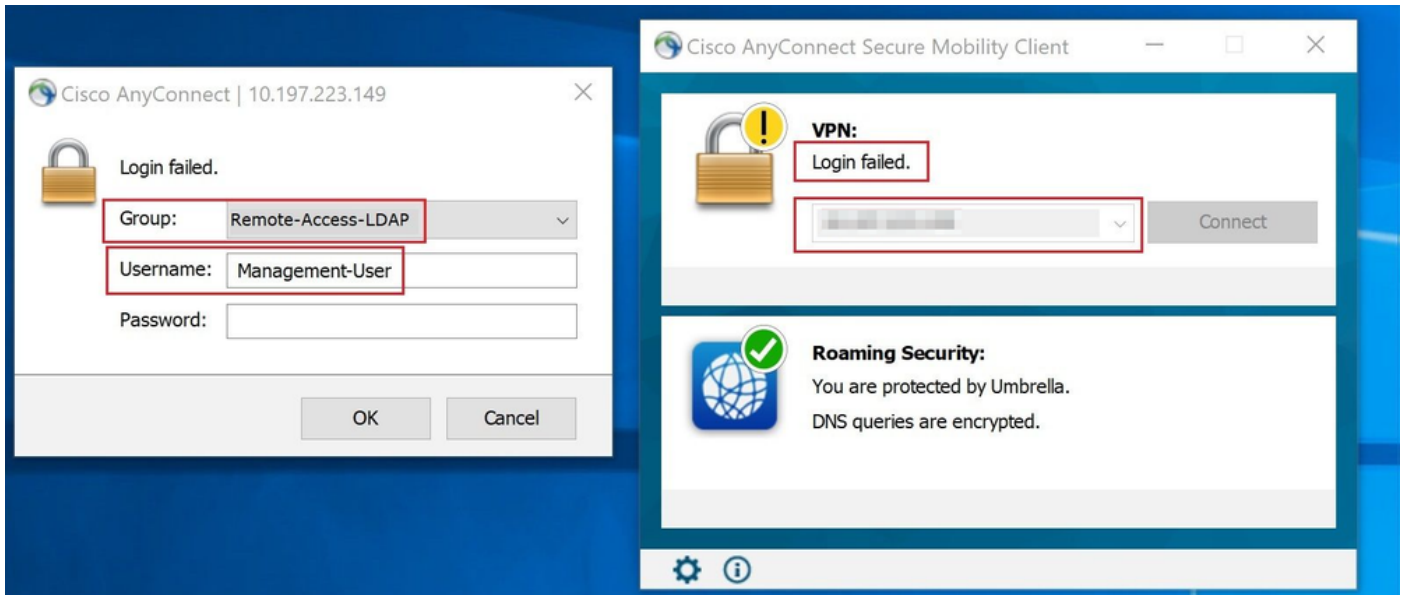 Cisco AnyConnect | 10.197.223.149
Login failed.
Group: Remote-Access-LDAP
Username: Management-User
Password:
OK Cancel
Cisco AnyConnect Secure Mobility Client
VPN:
Login failed.
Connect
Roaming Security:
You are protected by Umbrella.
DNS queries are encrypted.